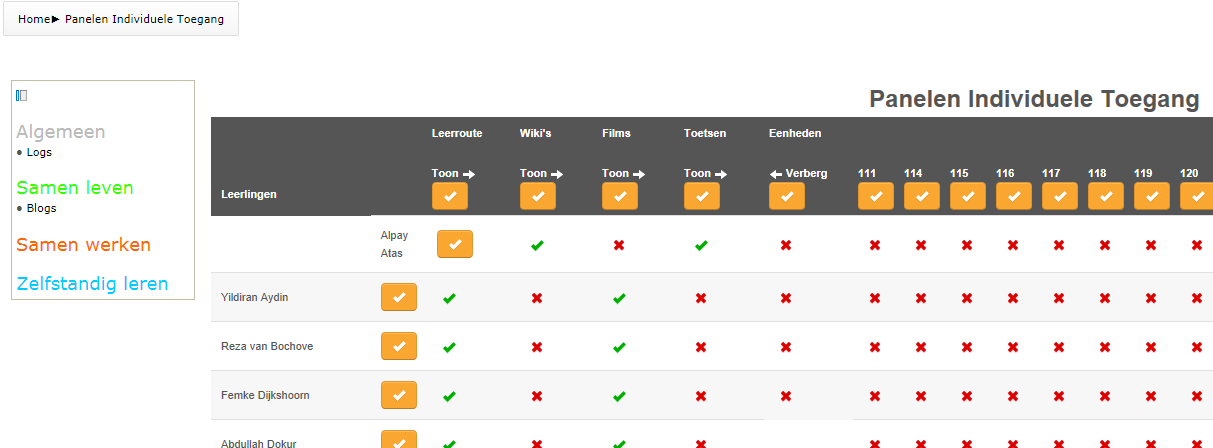 Home▶ Panelen Individuele Toegang
Algemeen
• Logs
Samen leven
• Blogs
Samen werken
Zelfstandig leren
Panelen Individuele Toegang
Leerroute Wiki's Films Toetsen Eenheden
Leerlingen Toon → Toon → Toon → Toon → ← Verberg 111 114 115 116 117 118 119 120
Alpay
Atas
Yildiran Aydin
Reza van Bochove
Femke Dijkshoorn
Abdullah Dokur